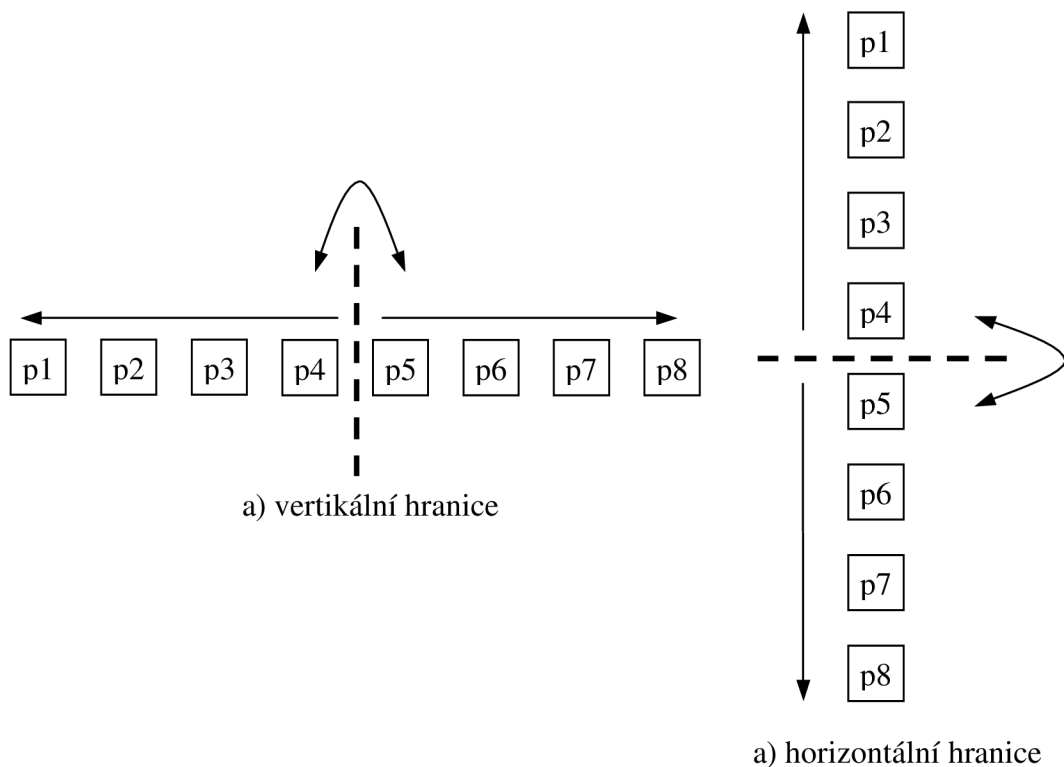 p1 p2 p3 p4 p5 p6 p7 p8
a) vertikální hranice
p1
p2
p3
p4
p5
p6
p7
p8
a) horizontální hranice